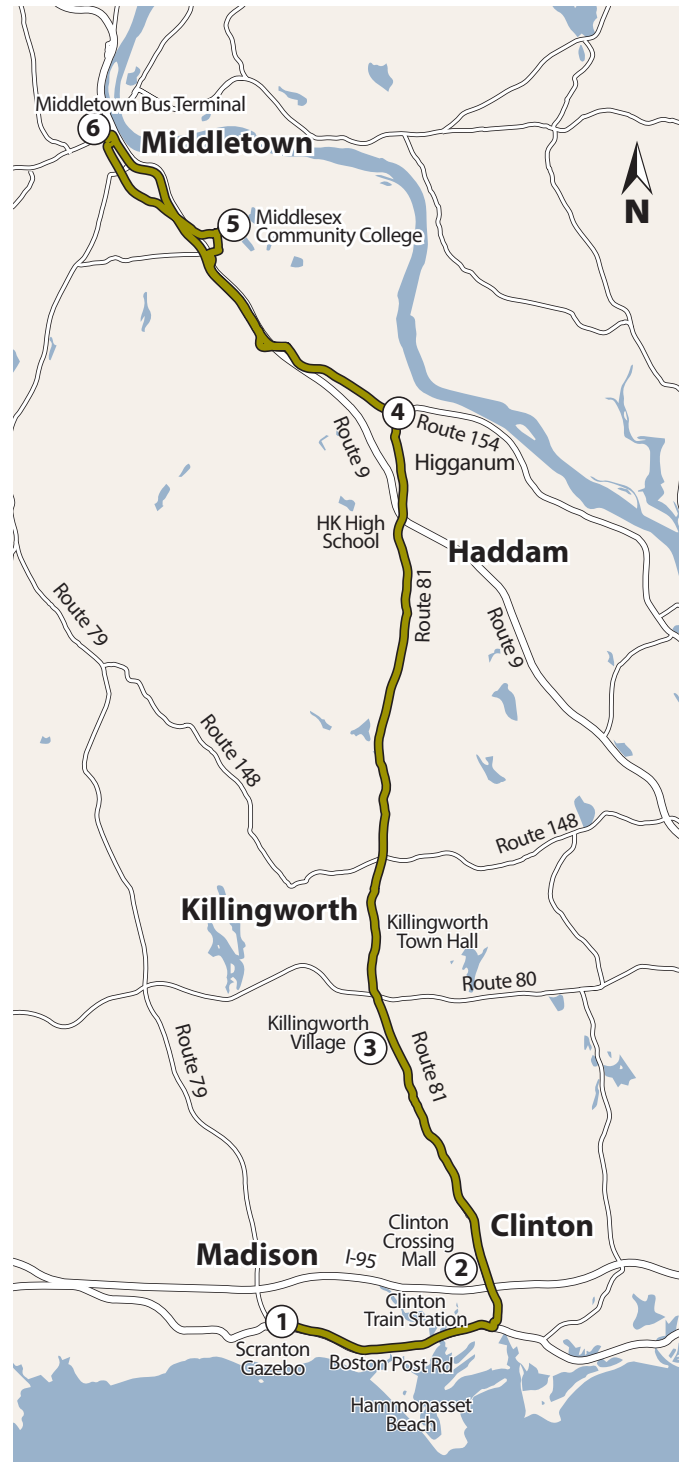 Middletown Bus Terminal
6
Middletown
N
5
Middlesex
Community College
4
Route 154
Route 9
Higganum
HK High
School
Haddam
Route 81
Route 79
Route 9
Route 148
Route 148
Killingworth
Killingworth
Town Hall
Route 80
Killingworth
Village
3
Route 79
Route 81
Clinton
Clinton
Crossing
Mall
2
Madison
I-95
Clinton
Train Station
1
Scranton
Gazebo
Boston Post Rd
Hammonasset
Beach